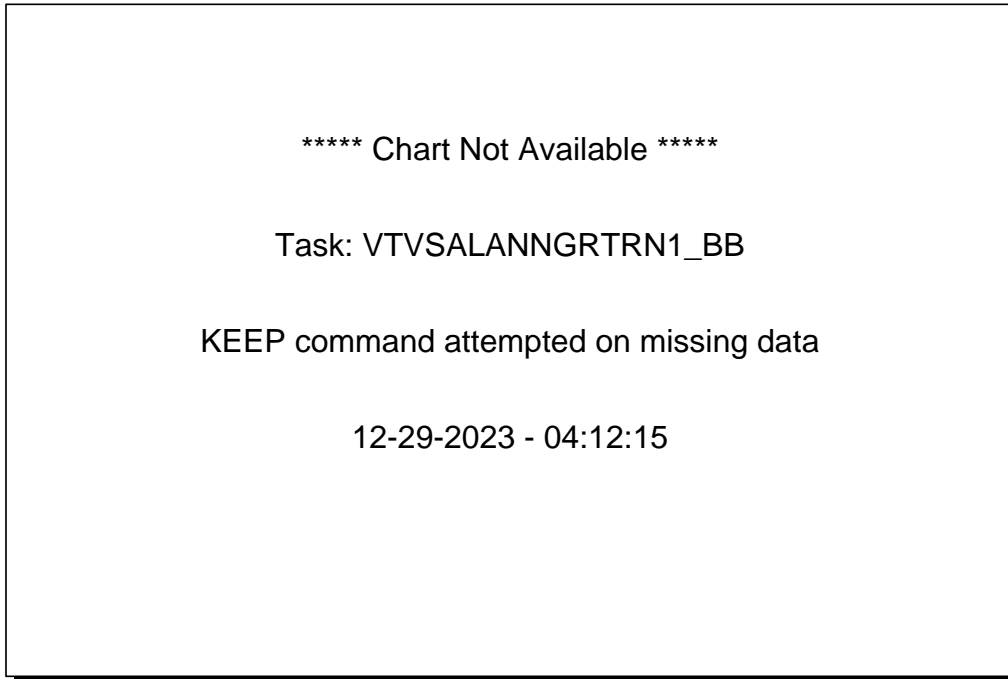 ***** Chart Not Available *****
Task: VTVSALANNGRTRN1_BB
KEEP command attempted on missing data
12-29-2023 - 04:12:15